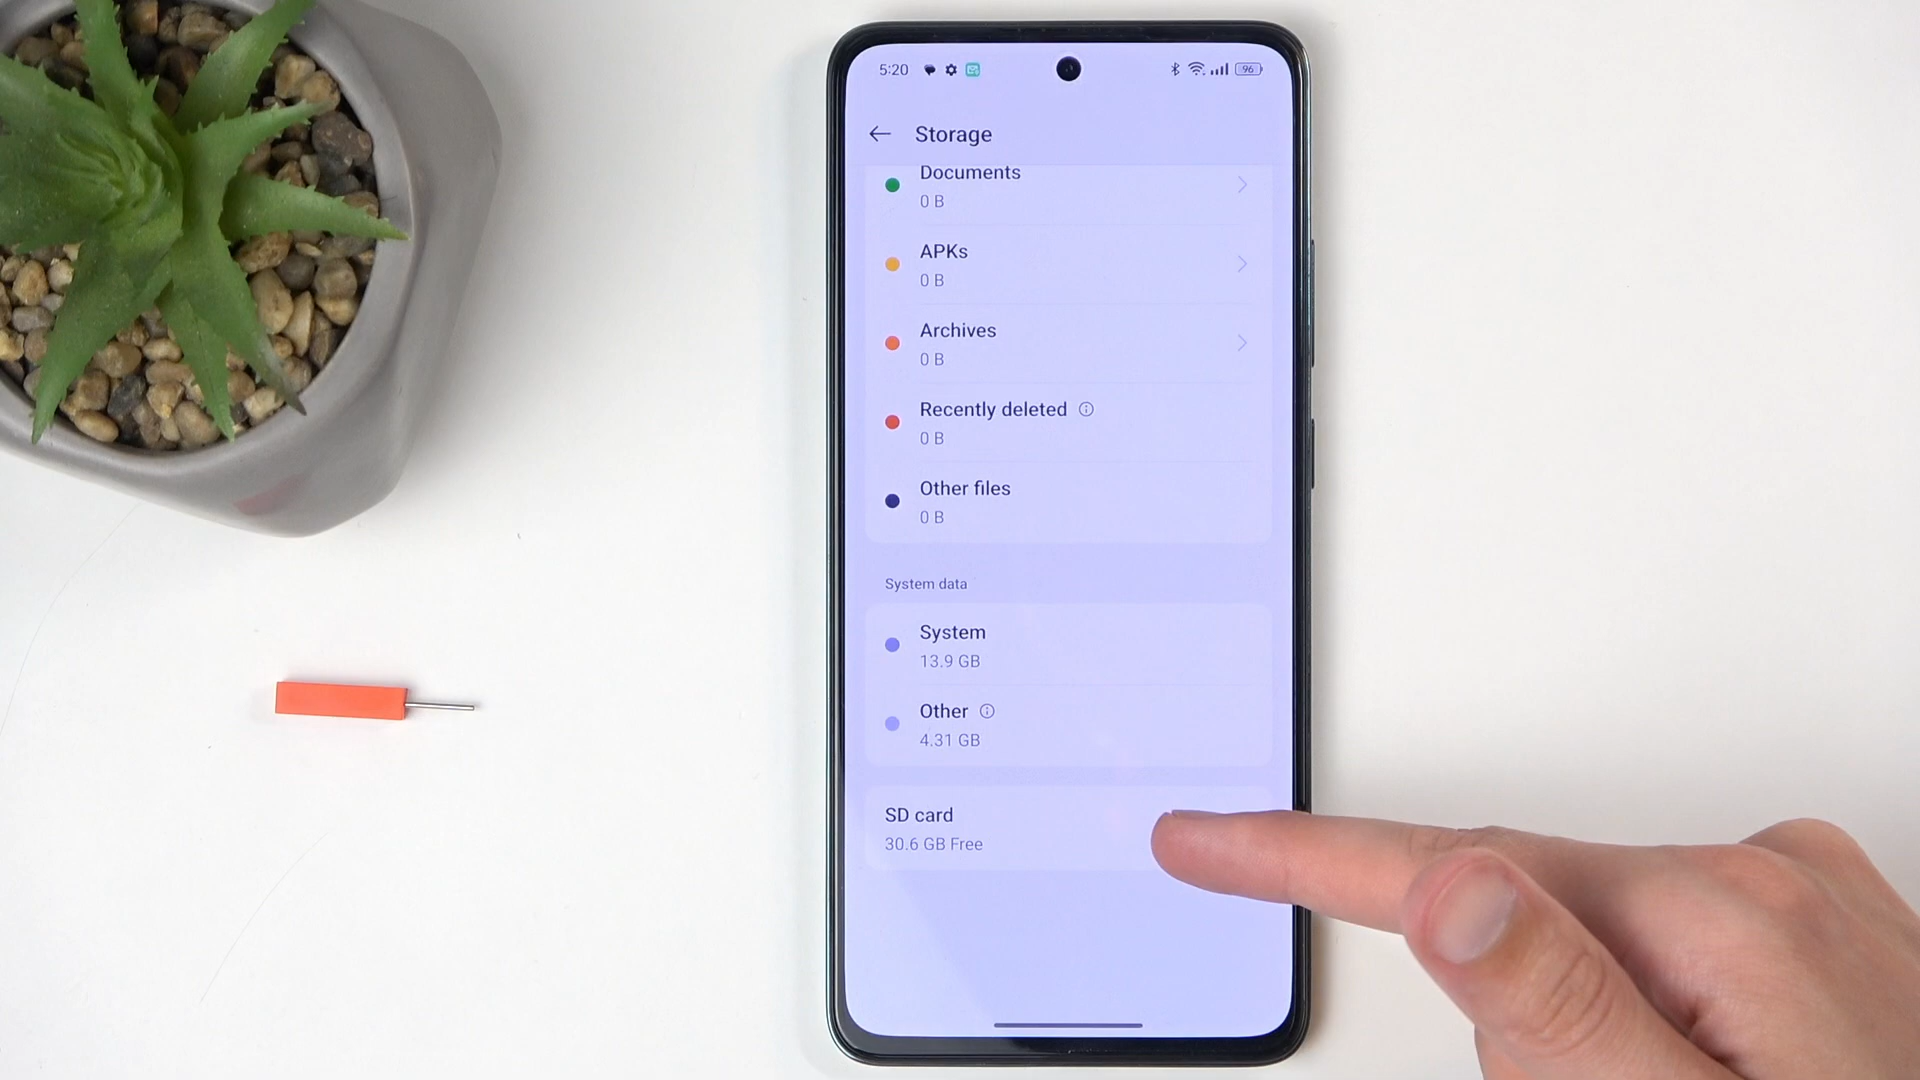 5:20
96
Storage
Documents
0 B
APKs
0 B
Archives
0 B
Recently deleted
0 B
Other files
0 B
System data
System
13.9 GB
Other
4.31 GB
SD card
30.6 GB Free